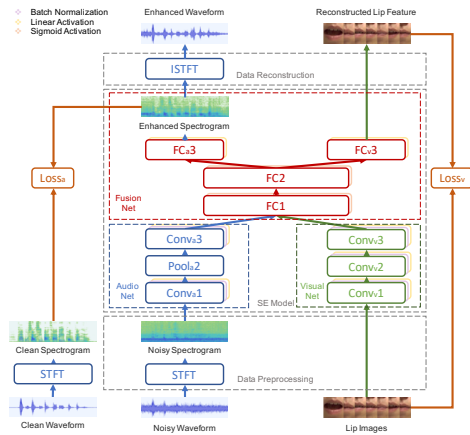 Batch Normalization
Linear Activation
Sigmoid Activation
Enhanced Waveform
Reconstructed Lip Feature
ISTFT
Data Reconstruction
Enhanced Spectrogram
FCa3
FCv3
Lossa
Lossv
FC2
Fusion
Net
FC1
Conva3
Convv3
Poola2
Convv2
Audio
Net
Conva1
Visual
Net
Convv1
SE Model
Clean Spectrogram
Noisy Spectrogram
STFT
STFT
Data Preprocessing
Clean Waveform
Noisy Waveform
Lip Images